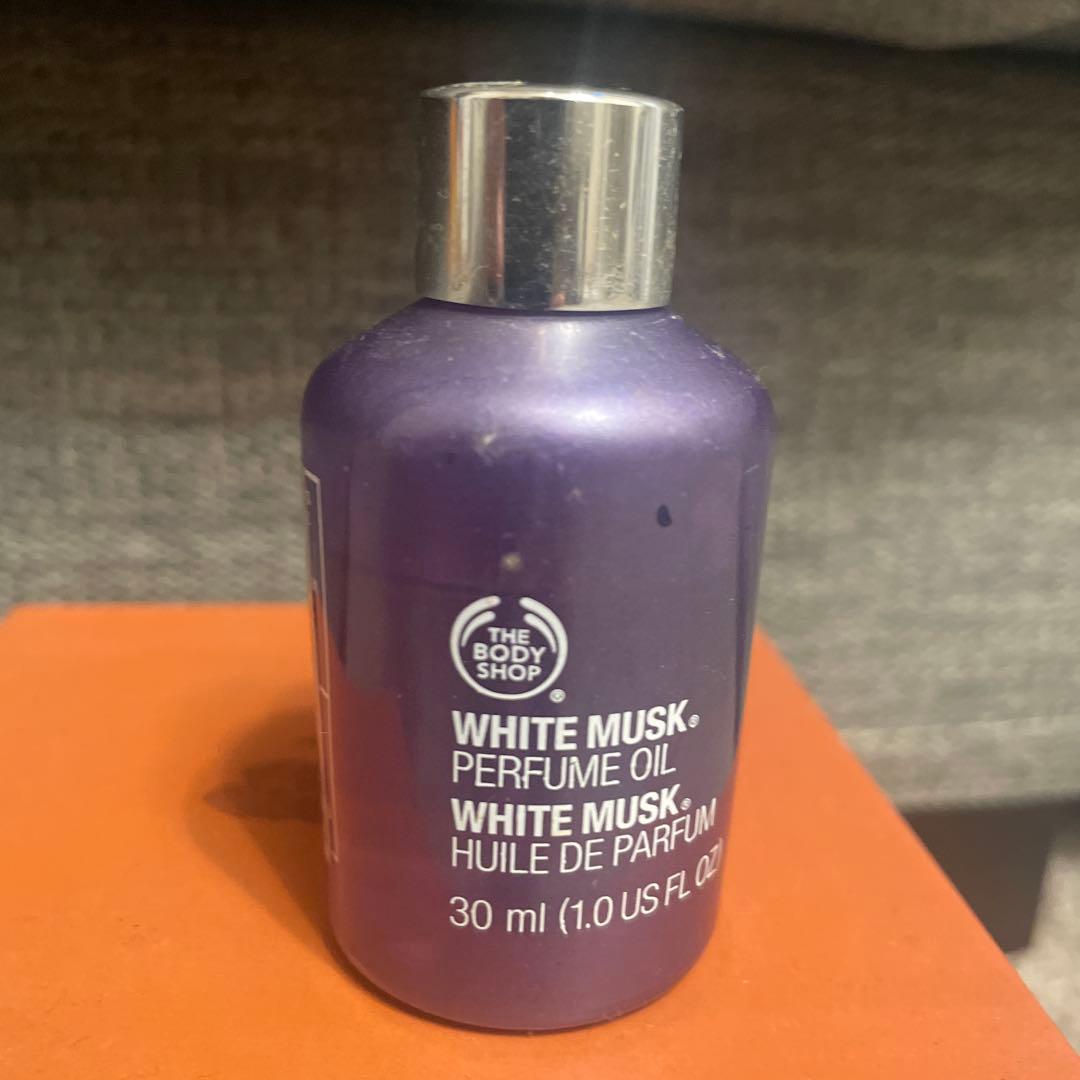 THE
BODY
SHOP
®
WHITE MUSK®
PERFUME OIL
WHITE MUSK®
HUILE DE PARFUM
30 ml (1.0 US FL OZ)